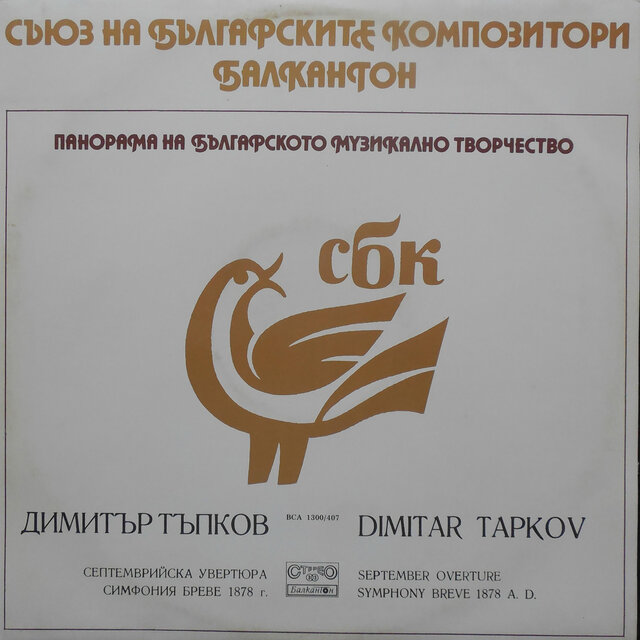 СЪЮЗ НА БЪЛГАРСКИТЕ КОМПОЗИТОРИ
БАЛКАНТОН
ПАНОРАМА НА БЪЛГАРСКОТО МУЗИКАЛНО ТВОРЧЕСТВО
сбк
ДИМИТЪР ТЪПКОВ
ВСА 1300/407
DIMITAR TAPKOV
СЕПТЕМВРИЙСКА УВЕРТЮРА
СИМФОНИЯ БРЕВЕ 1878 г.
СТЕРЕО
Балкантон
SEPTEMBER OVERTURE
SYMPHONY BREVE 1878 A. D.